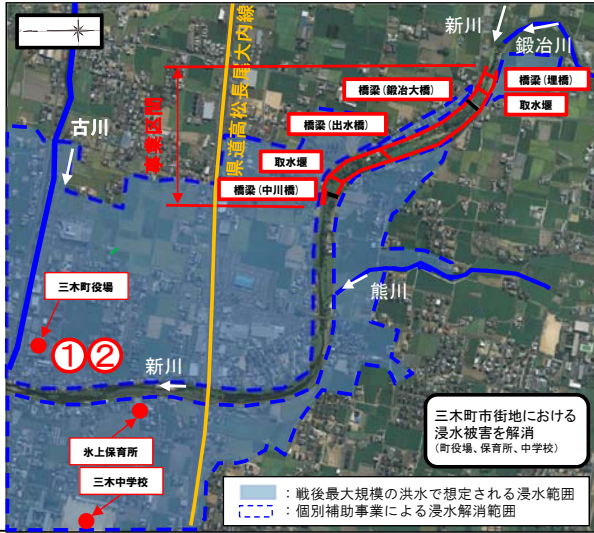 新川
鍛冶川
橋梁(鍛冶大橋)
橋梁(埋橋)
取水堰
橋梁(出水橋)
取水堰
橋梁(中川橋)
事業区間
県道高松長尾大内線
古川
三木町役場
①②
熊川
新川
氷上保育所
三木中学校
三木町市街地における
浸水被害を解消
(町役場、保育所、中学校)
:戦後最大規模の洪水で想定される浸水範囲
:個別補助事業による浸水解消範囲